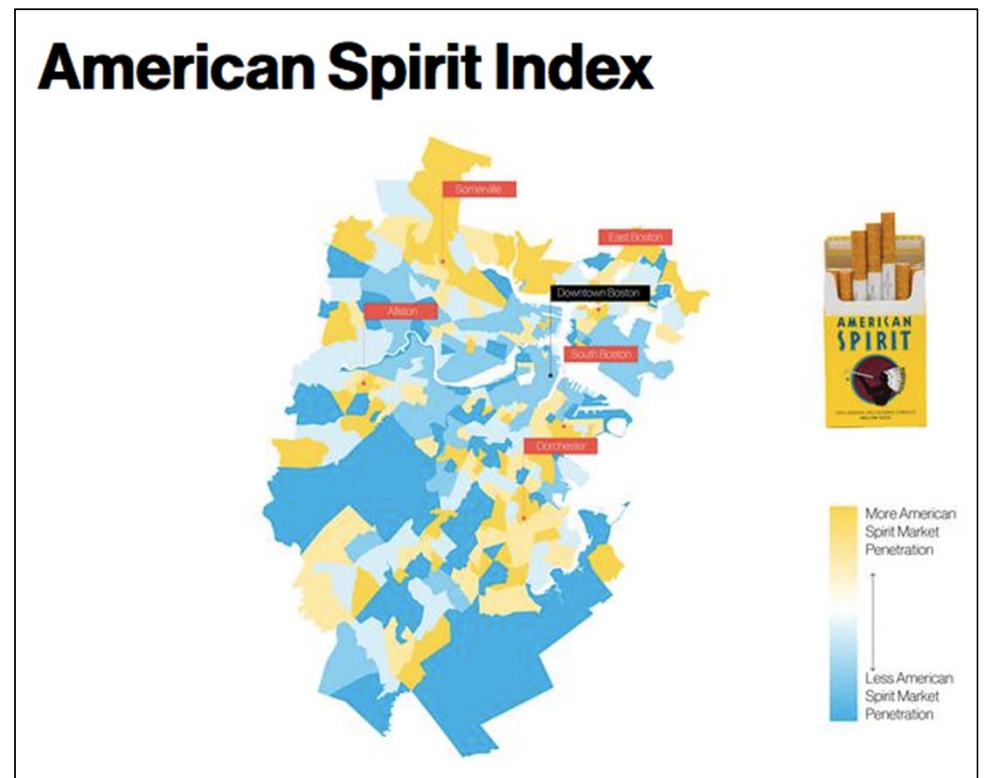 American Spirit Index
Somerville
East Boston
Downtown Boston
Allston
South Boston
Dorchester
AMERICAN
SPIRIT
More American
Spirit Market
Penetration
Less American
Spirit Market
Penetration